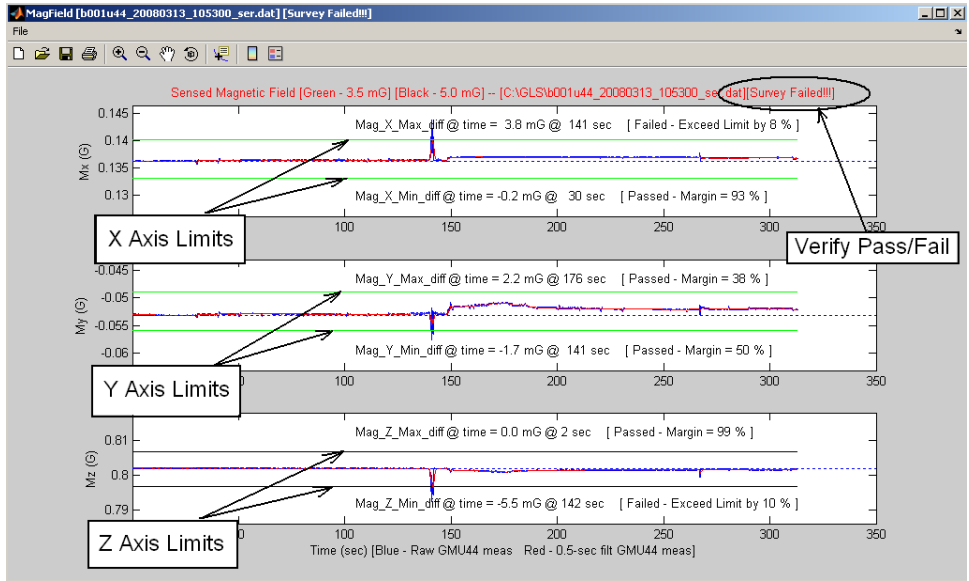 MagField [b001u44_20080313_105300_ser.dat] [Survey Failed!!!]
File
Sensed Magnetic Field [Green - 3.5 mG] [Black - 5.0 mG] -- [C:\GLS\b001u44_20080313_105300_ser.dat][Survey Failed!!!]
Mag_X_Max_diff @ time = 3.8 mG @ 141 sec [ Failed - Exceed Limit by 8 % ]
0.145
0.14
0.135
0.13
Mx (G)
Mag_X_Min_diff @ time = -0.2 mG @ 30 sec [ Passed - Margin = 93 % ]
100
150
200
250
300
350
X Axis Limits
Verify Pass/Fail
Mag_Y_Max_diff @ time = 2.2 mG @ 176 sec [ Passed - Margin = 38 % ]
-0.045
-0.05
-0.055
-0.06
My (G)
Mag_Y_Min_diff @ time = -1.7 mG @ 141 sec [ Passed - Margin = 50 % ]
100
150
200
250
300
350
Y Axis Limits
Mag_Z_Max_diff @ time = 0.0 mG @ 2 sec [ Passed - Margin = 99 % ]
0.81
0.8
0.79
Mz (G)
Mag_Z_Min_diff @ time = -5.5 mG @ 142 sec [ Failed - Exceed Limit by 10 % ]
100
150
200
250
300
350
Z Axis Limits
Time (sec) [Blue - Raw GMU44 meas Red - 0.5-sec filt GMU44 meas]